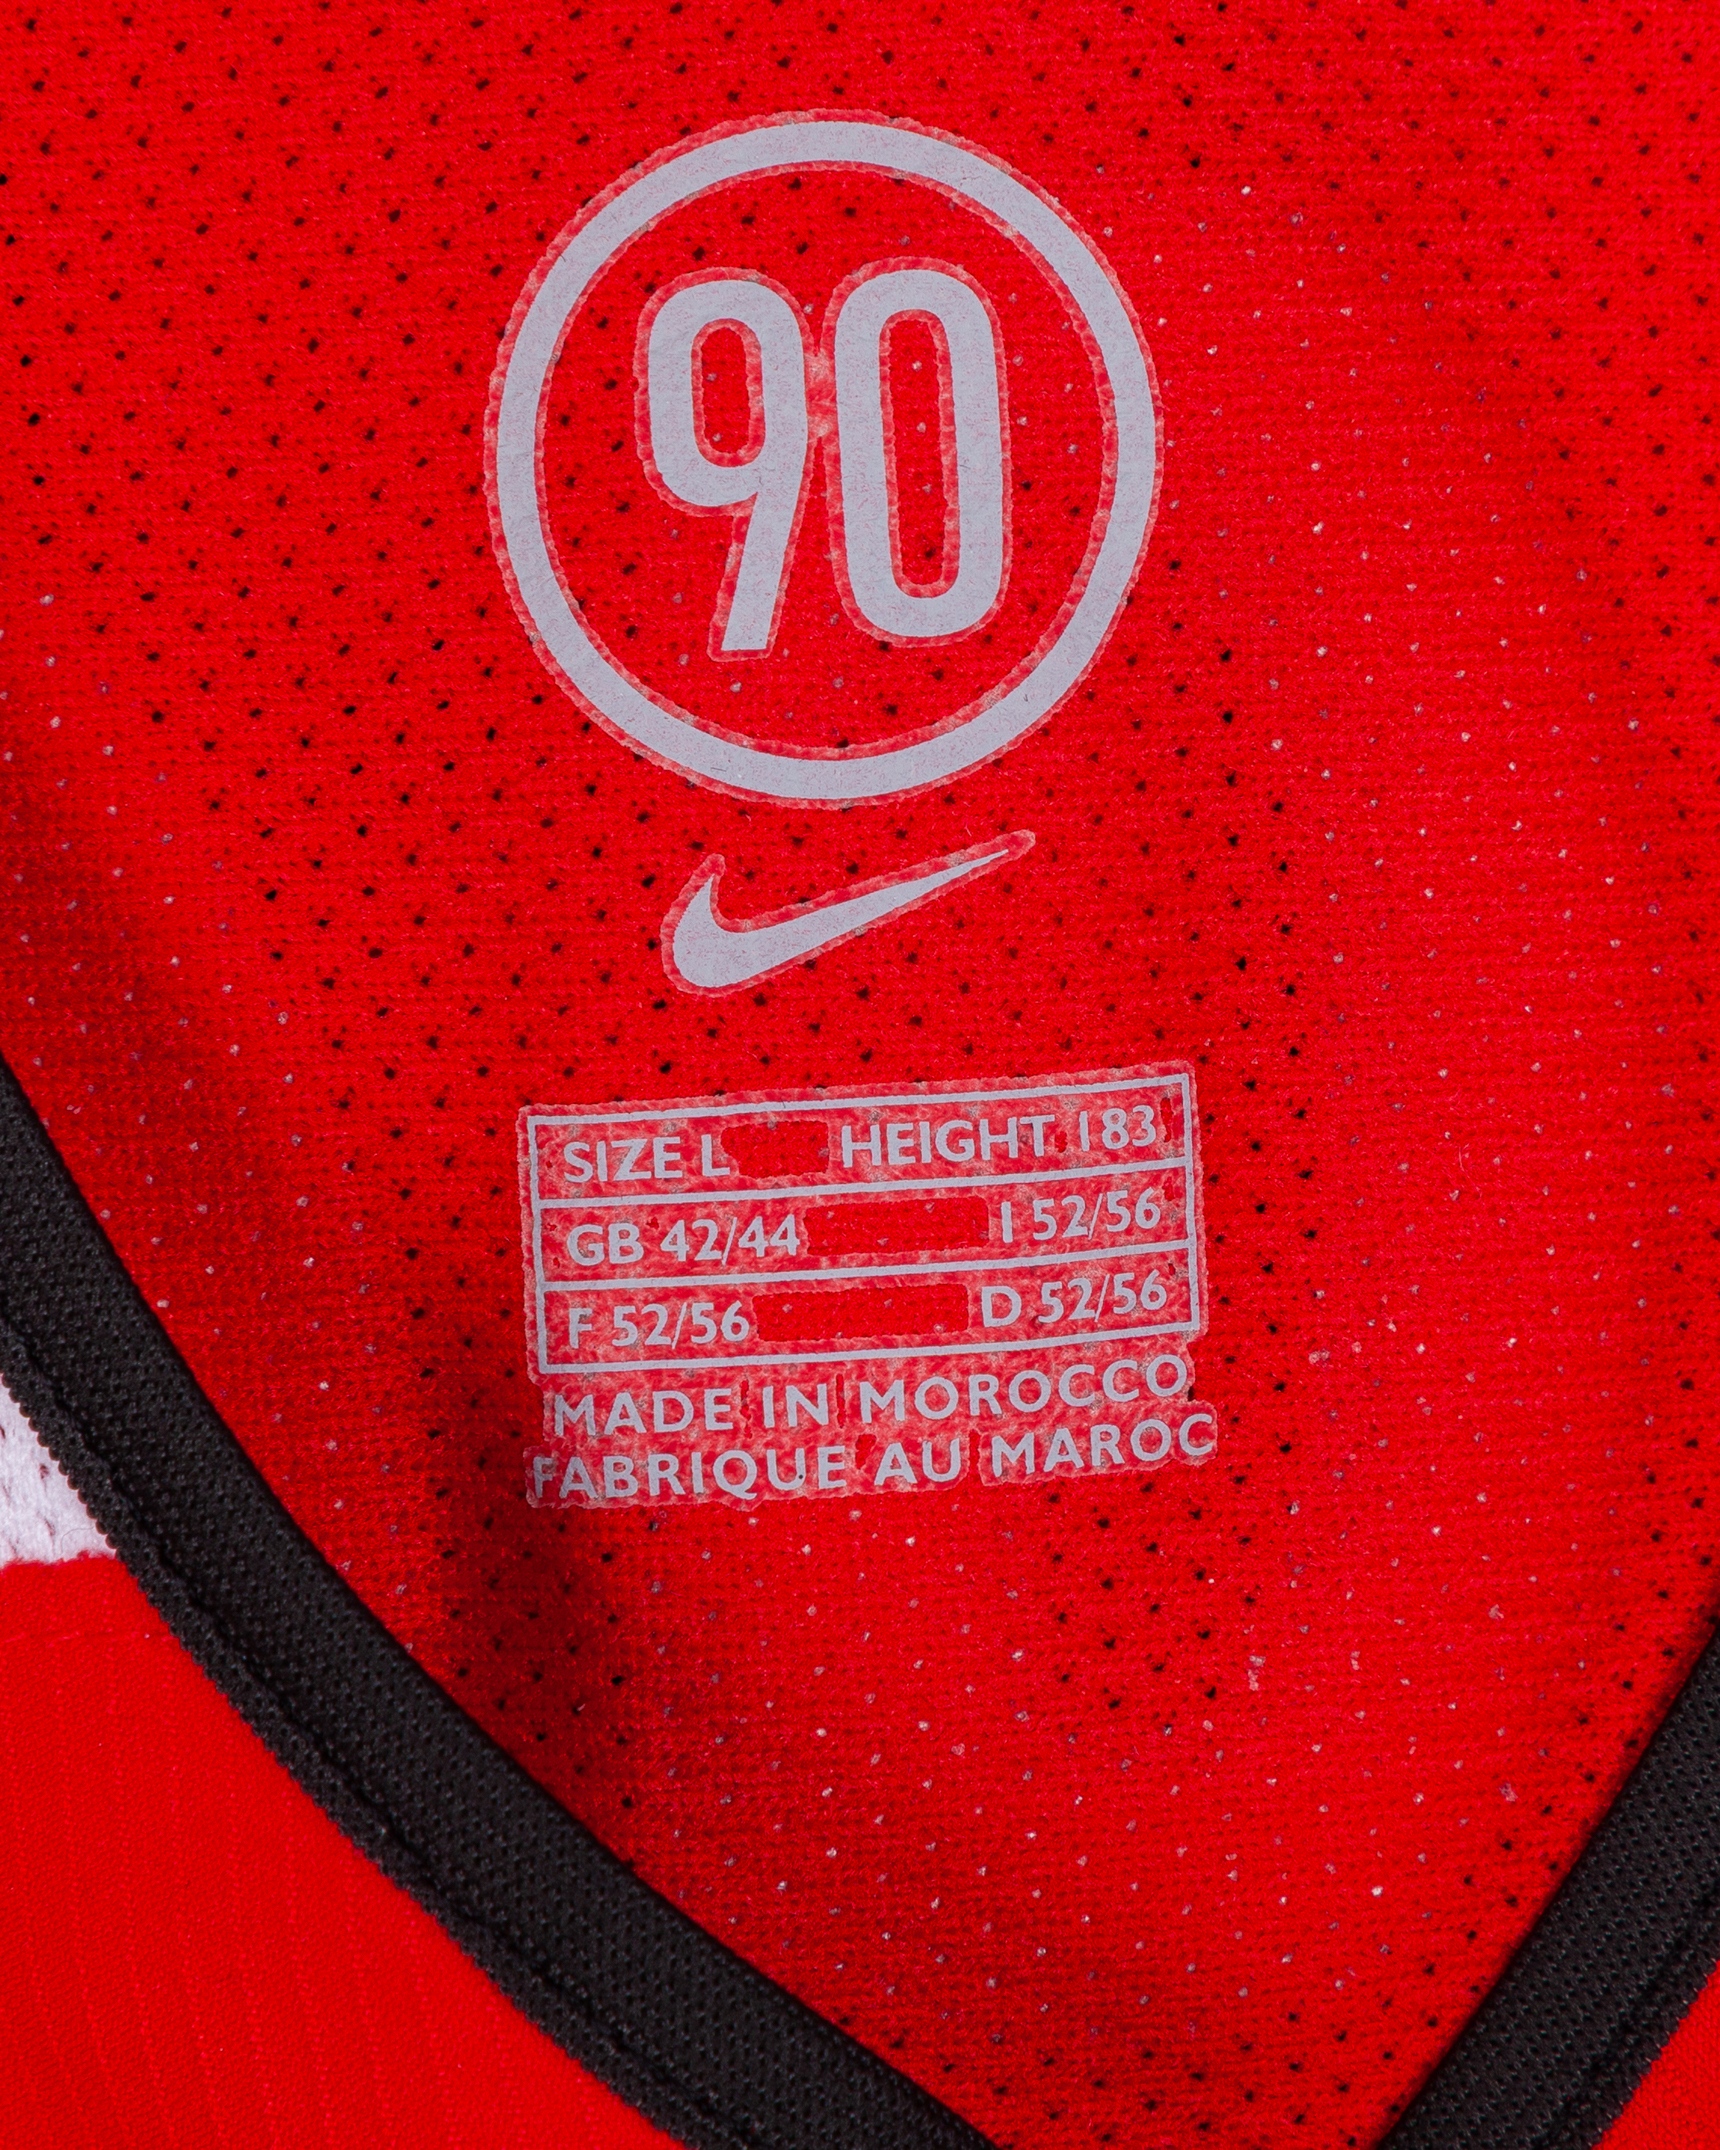 90
SIZE L HEIGHT 183
GB 42/44 I 52/56
F 52/56 D 52/56
MADE IN MOROCCO
FABRIQUE AU MAROC